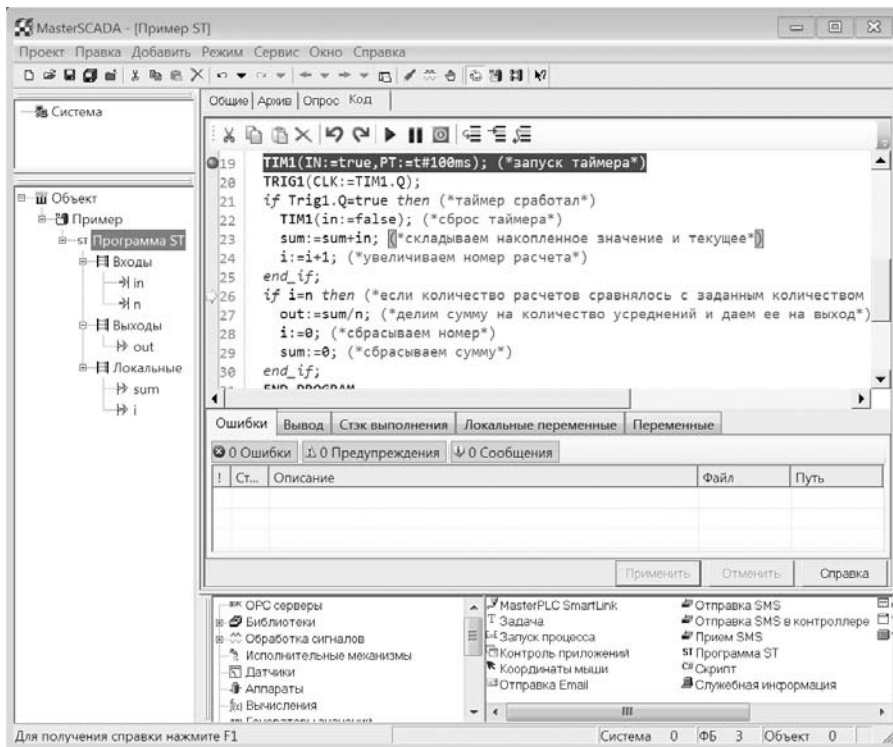 MasterSCADA - [Пример ST]
Проект Правка Добавить Режим Сервис Окно Справка
Система
Объект
Пример
ST Программа ST
Входы
in
n
Выходы
out
Локальные
sum
i
Общие Архив Опрос Код
19 TIM1(IN:=true,PT:=t#100ms); (*запуск таймера*)
20 TRIG1(CLK:=TIM1.Q);
21 if Trig1.Q=true then (*таймер сработал*)
22 TIM1(in:=false); (*сброс таймера*)
23 sum:=sum+in; (*складываем накопленное значение и текущее*)
24 i:=i+1; (*увеличиваем номер расчета*)
25 end_if;
26 if i=n then (*если количество расчетов сравнялось с заданным количеством
27 out:=sum/n; (*делим сумму на количество усреднений и даем ее на выход*)
28 i:=0; (*сбрасываем номер*)
29 sum:=0; (*сбрасываем сумму*)
30 end_if;
END_PROGRAM
Ошибки Вывод Стэк выполнения Локальные переменные Переменные
0 Ошибки 0 Предупреждения 0 Сообщения
! Ст... Описание Файл Путь
Применить Отменить Справка
OPC серверы
Библиотеки
Обработка сигналов
Исполнительные механизмы
Датчики
Аппараты
f(x) Вычисления
MasterPLC SmartLink
Задача
Запуск процесса
Контроль приложений
Координаты мыши
Отправка Email
Отправка SMS
Отправка SMS в контроллере
Прием SMS
ST Программа ST
C# Скрипт
Служебная информация
Для получения справки нажмите F1
Система 0 ФБ 3 Объект 0